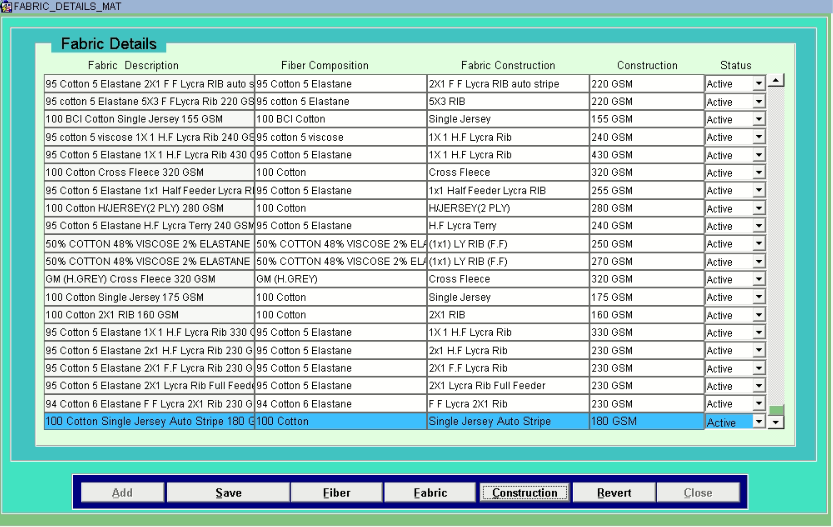 FABRIC_DETAILS_MAT
Fabric Details
Fabric Description Fiber Composition Fabric Construction Construction Status
95 Cotton 5 Elastane 2X1 F F Lycra RIB auto s 95 Cotton 5 Elastane 2X1 F F Lycra RIB auto stripe 220 GSM Active
95 cotton 5 Elastane 5X3 F FLycra Rib 220 GS 95 cotton 5 Elastane 5X3 RIB 220 GSM Active
100 BCI Cotton Single Jersey 155 GSM 100 BCI Cotton Single Jersey 155 GSM Active
95 cotton 5 viscose 1X1 H.F Lycra Rib 240 GS 95 cotton 5 viscose 1X1 H.F Lycra Rib 240 GSM Active
95 Cotton 5 Elastane 1X1 H.F Lycra Rib 430 G 95 Cotton 5 Elastane 1X1 H.F Lycra Rib 430 GSM Active
100 Cotton Cross Fleece 320 GSM 100 Cotton Cross Fleece 320 GSM Active
95 Cotton 5 Elastane 1x1 Half Feeder Lycra RI 95 Cotton 5 Elastane 1x1 Half Feeder Lycra RIB 255 GSM Active
100 Cotton H/JERSEY(2 PLY) 280 GSM 100 Cotton H/JERSEY(2 PLY) 280 GSM Active
95 Cotton 5 Elastane H.F Lycra Terry 240 GSM 95 Cotton 5 Elastane H.F Lycra Terry 240 GSM Active
50% COTTON 48% VISCOSE 2% ELASTANE 50% COTTON 48% VISCOSE 2% ELA (1x1) LY RIB (F.F) 250 GSM Active
50% COTTON 48% VISCOSE 2% ELASTANE 50% COTTON 48% VISCOSE 2% ELA (1x1) LY RIB (F.F) 270 GSM Active
GM (H.GREY) Cross Fleece 320 GSM GM (H.GREY) Cross Fleece 320 GSM Active
100 Cotton Single Jersey 175 GSM 100 Cotton Single Jersey 175 GSM Active
100 Cotton 2X1 RIB 160 GSM 100 Cotton 2X1 RIB 160 GSM Active
95 Cotton 5 Elastane 1X1 H.F Lycra Rib 330 G 95 Cotton 5 Elastane 1X1 H.F Lycra Rib 330 GSM Active
95 Cotton 5 Elastane 2x1 H.F Lycra Rib 230 G 95 Cotton 5 Elastane 2x1 H.F Lycra Rib 230 GSM Active
95 Cotton 5 Elastane 2X1 F.F Lycra Rib 230 G 95 Cotton 5 Elastane 2X1 F.F Lycra Rib 230 GSM Active
95 Cotton 5 Elastane 2X1 Lycra Rib Full Feede 95 Cotton 5 Elastane 2X1 Lycra Rib Full Feeder 230 GSM Active
94 Cotton 6 Elastane F F Lycra 2X1 Rib 230 G 94 Cotton 6 Elastane F F Lycra 2X1 Rib 230 GSM Active
100 Cotton Single Jersey Auto Stripe 180 G 100 Cotton Single Jersey Auto Stripe 180 GSM Active
Add Save Fiber Fabric Construction Revert Close